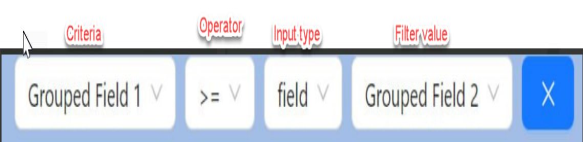 Criteria Operator Input type Filter value
Grouped Field 1 >= field Grouped Field 2 X